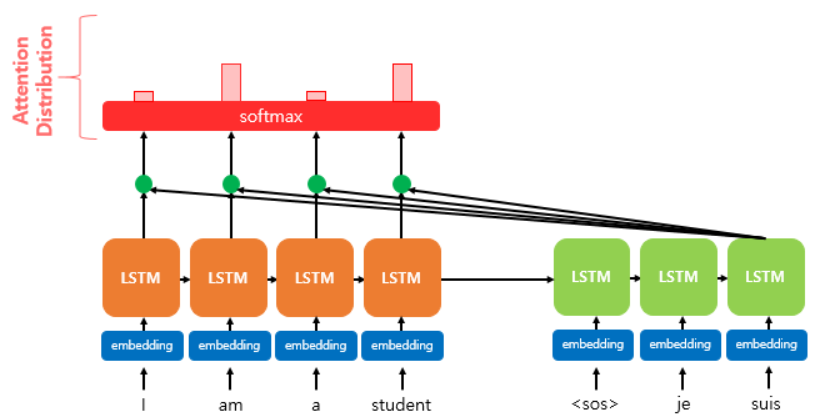 Attention
Distribution
softmax
LSTM LSTM LSTM LSTM LSTM LSTM LSTM
embedding embedding embedding embedding embedding embedding embedding
I am a student <sos> je suis